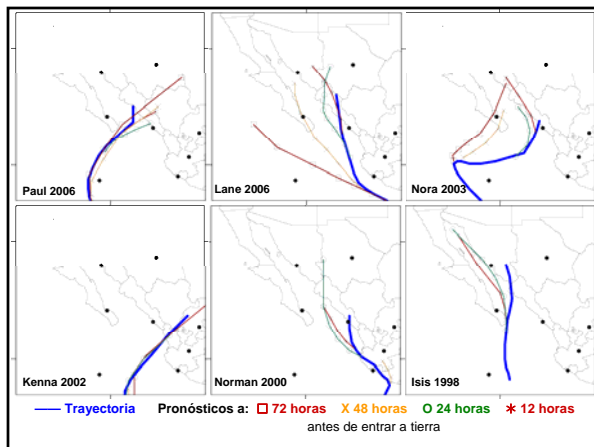 Paul 2006
Lane 2006
Nora 2003
Kenna 2002
Norman 2000
Isis 1998
Trayectoria Pronósticos a: 72 horas X 48 horas O 24 horas * 12 horas
antes de entrar a tierra